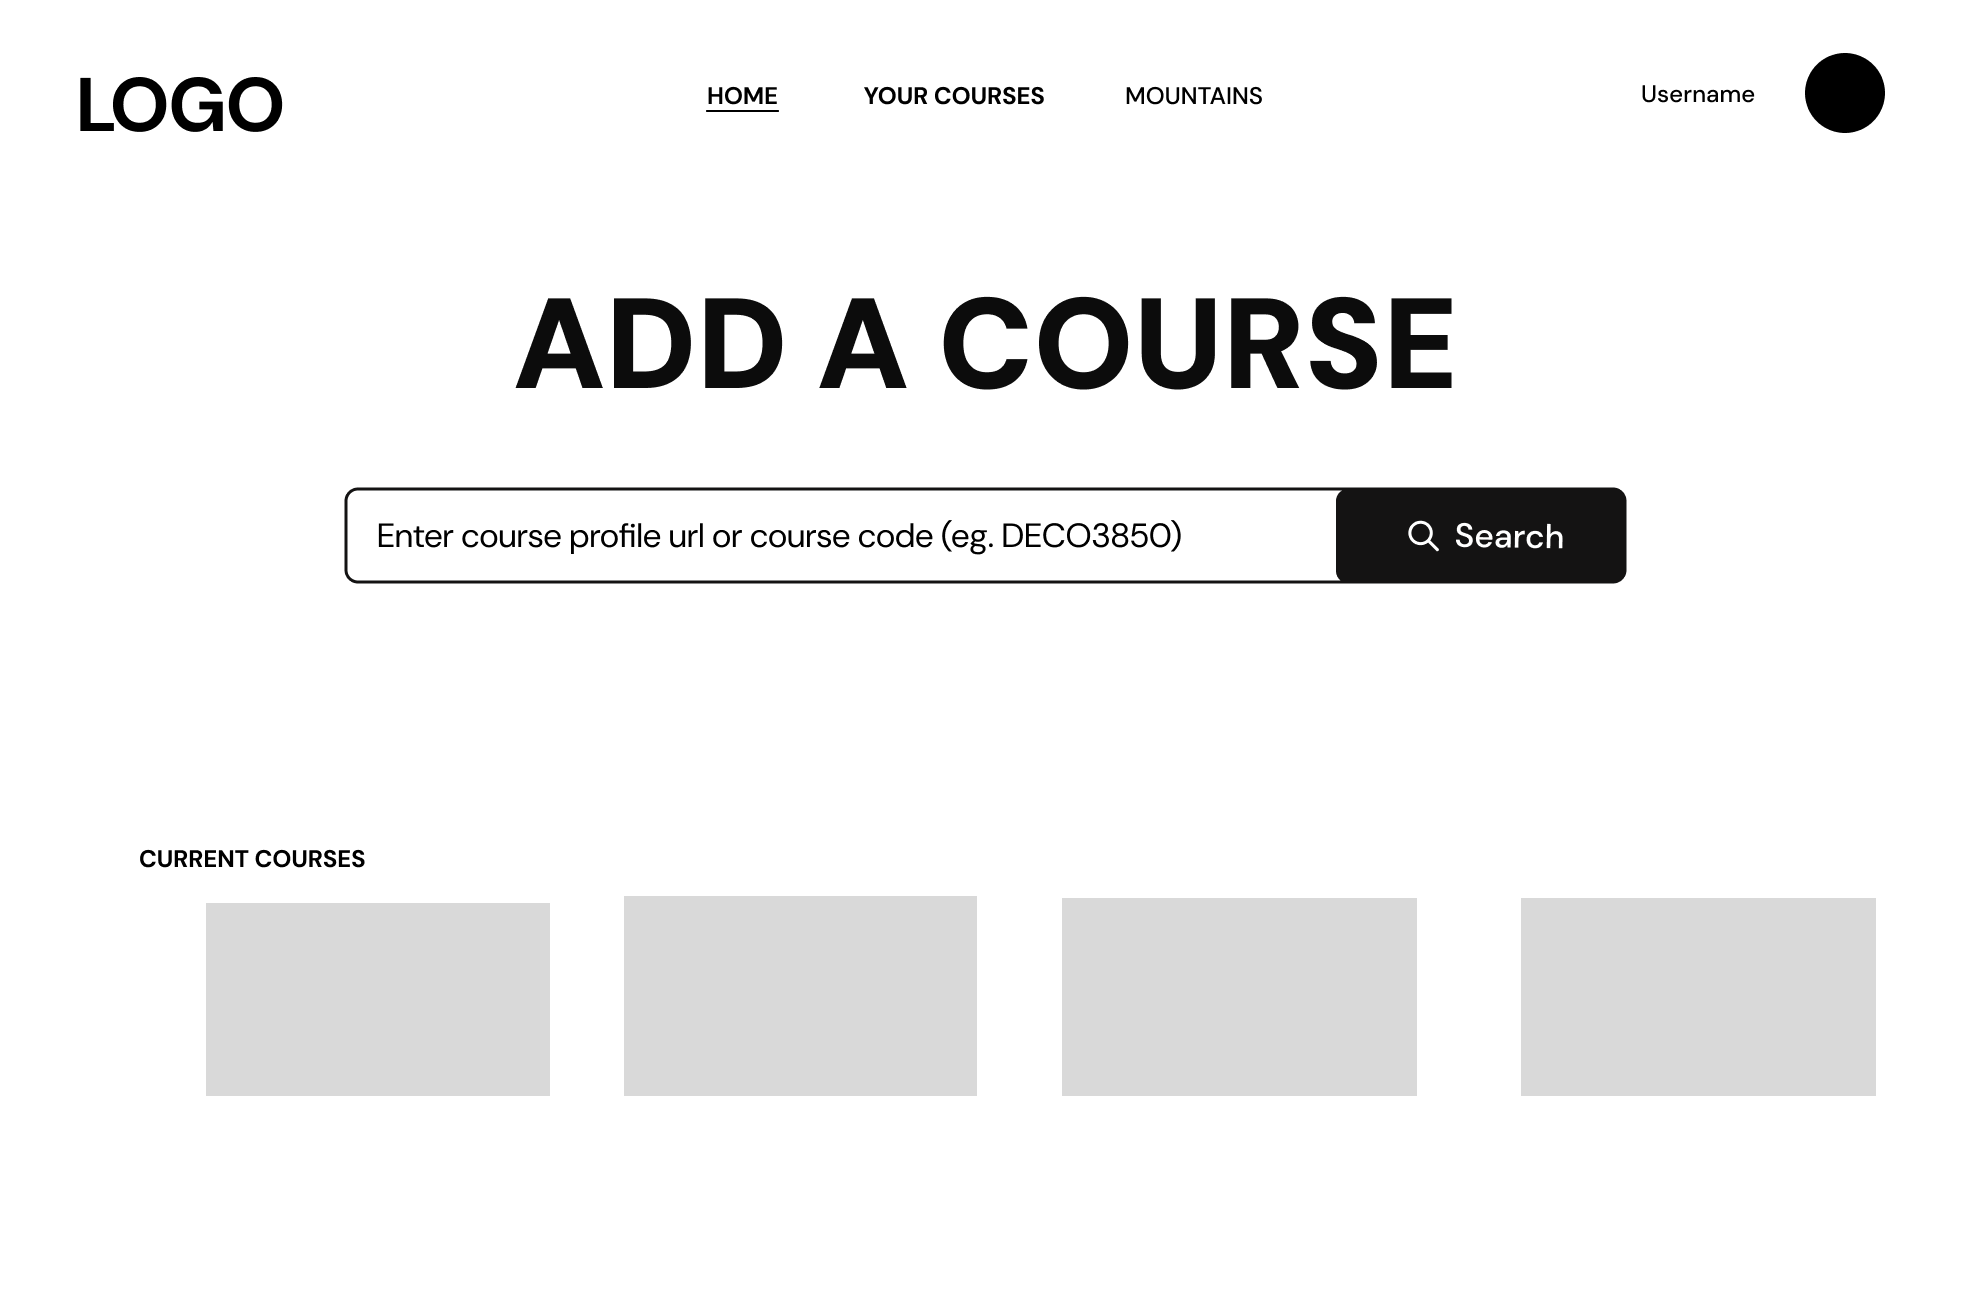 LOGO
HOME
YOUR COURSES
MOUNTAINS
Username
ADD A COURSE
Enter course profile url or course code (eg. DECO3850)
Search
CURRENT COURSES